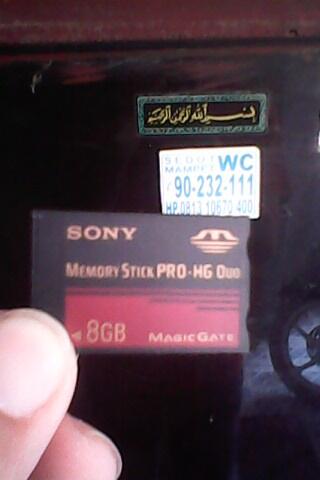 بسم الله الرحمن الرحيم
SEDOT WC
MAMPET
90-232-111
HP.0813 10670 400
SONY
MEMORY STICK PRO-HG DUO
8GB
MAGICGATE